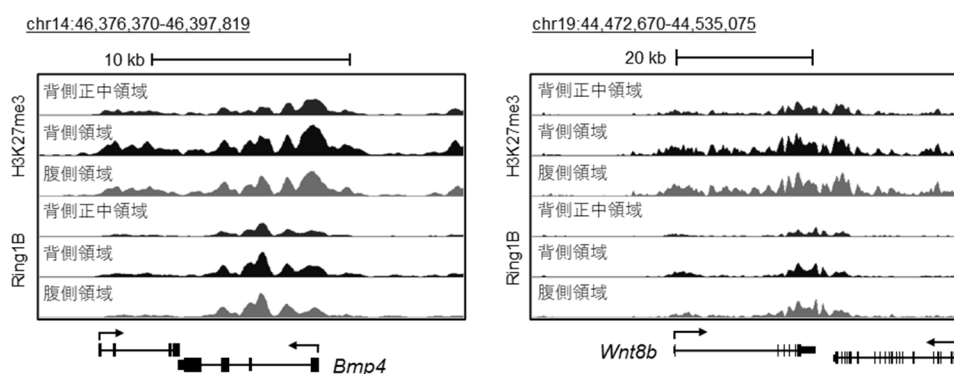 chr14:46,376,370-46,397,819
10 kb
H3K27me3
背側正中領域
背側領域
腹側領域
Ring1B
背側正中領域
背側領域
腹側領域
Bmp4
chr19:44,472,670-44,535,075
20 kb
H3K27me3
背側正中領域
背側領域
腹側領域
Ring1B
背側正中領域
背側領域
腹側領域
Wnt8b